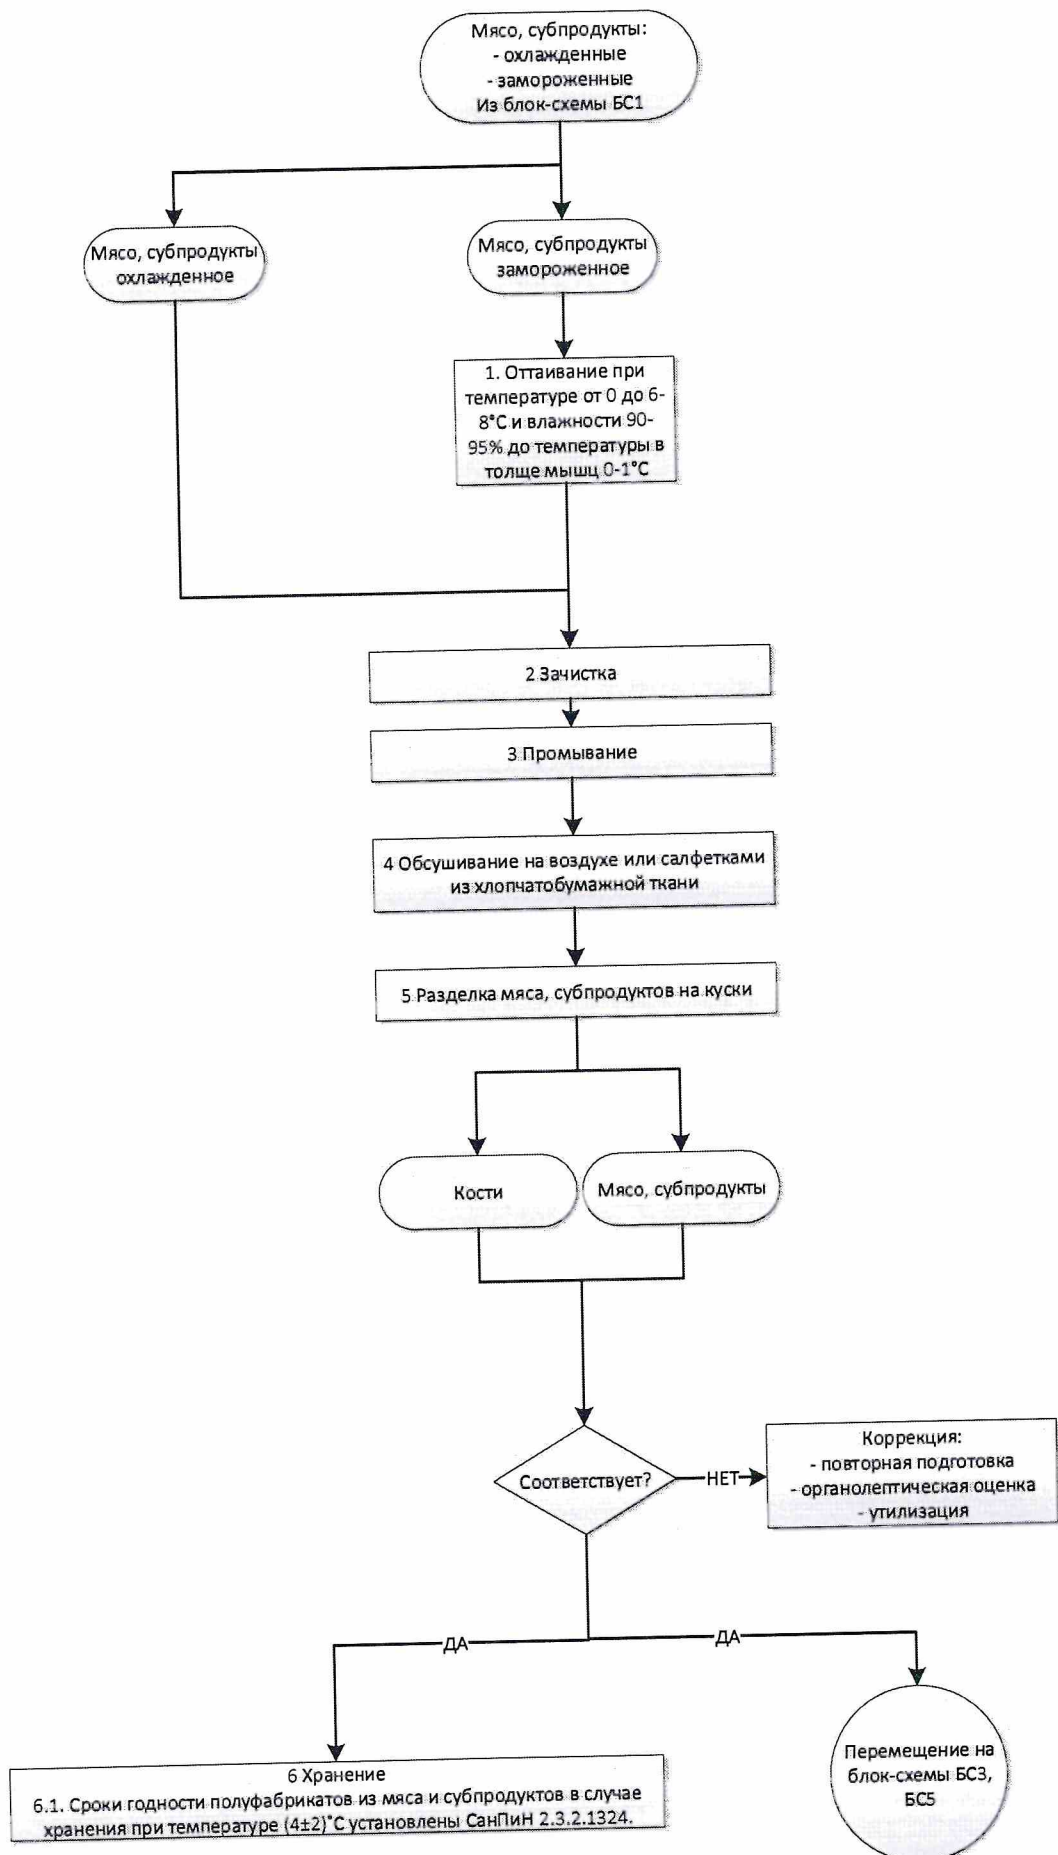 Мясо, субпродукты:
- охлажденные
- замороженные
Из блок-схемы БС1
Мясо, субпродукты
охлажденное
Мясо, субпродукты
замороженное
1. Оттаивание при
температуре от 0 до 6-
8°С и влажности 90-
95% до температуры в
толще мышц 0-1°С
2 Зачистка
3 Промывание
4 Обсушивание на воздухе или салфетками
из хлопчатобумажной ткани
5 Разделка мяса, субпродуктов на куски
Кости
Мясо, субпродукты
Соответствует?
НЕТ
Коррекция:
- повторная подготовка
- органолептическая оценка
- утилизация
ДА
ДА
6 Хранение
6.1. Сроки годности полуфабрикатов из мяса и субпродуктов в случае
хранения при температуре (4±2)°С установлены СанПиН 2.3.2.1324.
Перемещение на
блок-схемы БС3,
БС5